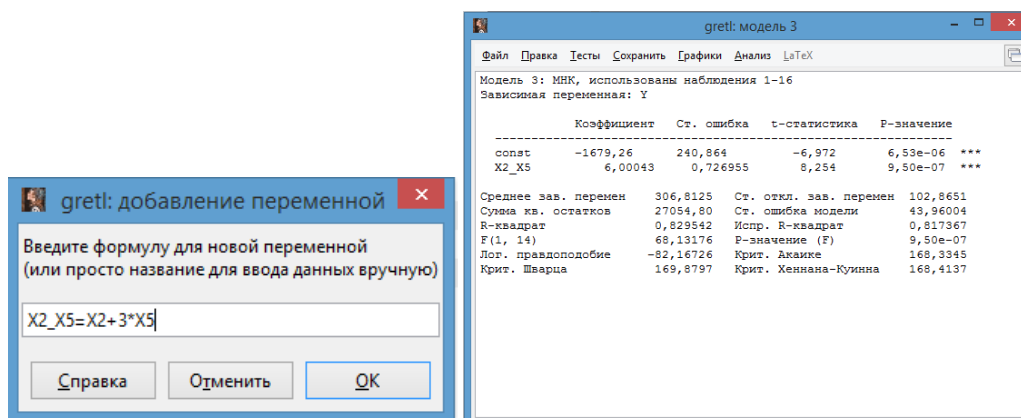 gretl: добавление переменной
Введите формулу для новой переменной
(или просто название для ввода данных вручную)
X2_X5=X2+3*X5
Справка Отменить OK
gretl: модель 3
Файл Правка Тесты Сохранить Графики Анализ LaTeX
Модель 3: МНК, использованы наблюдения 1-16
Зависимая переменная: Y
Коэффициент Ст. ошибка t-статистика P-значение
const -1679,26 240,864 -6,972 6,53e-06 ***
X2_X5 6,00043 0,726955 8,254 9,50e-07 ***
Среднее зав. перемен 306,8125 Ст. откл. зав. перемен 102,8651
Сумма кв. остатков 27054,80 Ст. ошибка модели 43,96004
R-квадрат 0,829542 Испр. R-квадрат 0,817367
F(1, 14) 68,13176 P-значение (F) 9,50e-07
Лог. правдоподобие -82,16726 Крит. Акаике 168,3345
Крит. Шварца 169,8797 Крит. Хеннана-Куинна 168,4137